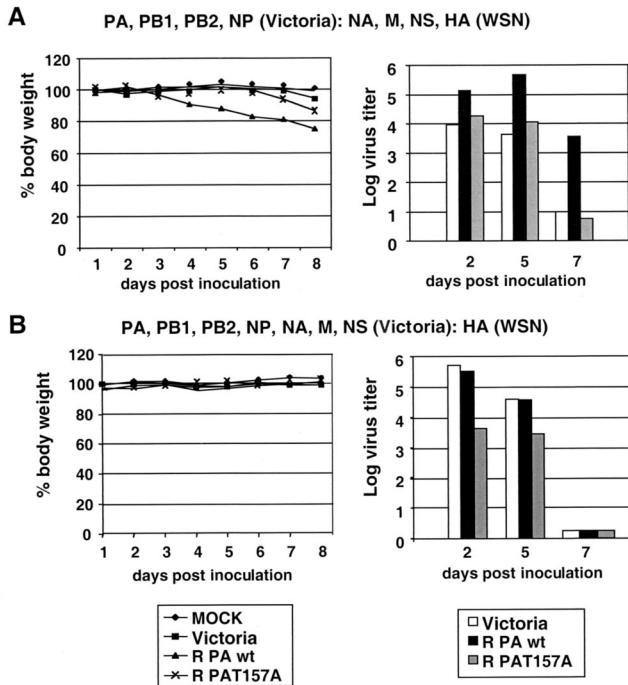 A
PA, PB1, PB2, NP (Victoria): NA, M, NS, HA (WSN)
% body weight
120
100
80
60
40
20
0
1 2 3 4 5 6 7 8
days post inoculation
Log virus titer
6
5
4
3
2
1
0
2 5 7
days post inoculation
B
PA, PB1, PB2, NP, NA, M, NS (Victoria): HA (WSN)
% body weight
120
100
80
60
40
20
0
1 2 3 4 5 6 7 8
days post inoculation
Log virus titer
6
5
4
3
2
1
0
2 5 7
days post inoculation
MOCK
Victoria
R PA wt
R PAT157A
Victoria
R PA wt
R PAT157A